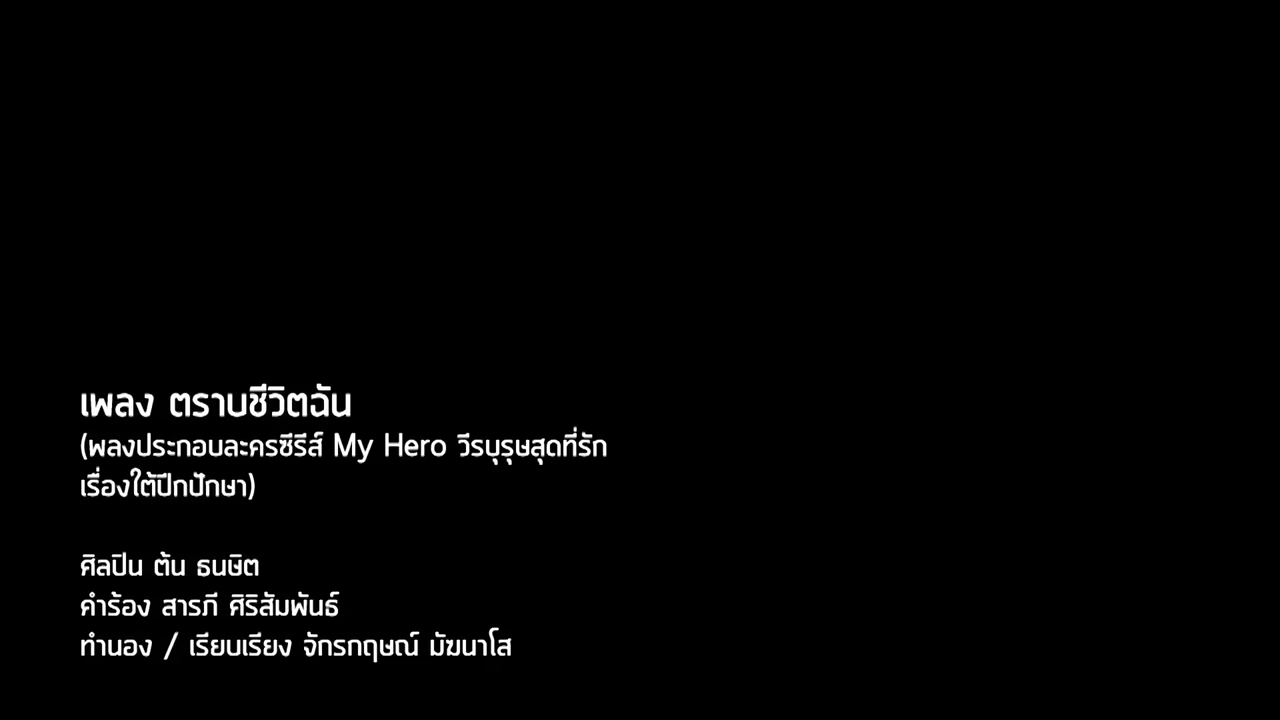 เพลง ตราบชีวิตฉัน
(พลงประกอบละครซีรีส์ My Hero วีรบุรุษสุดที่รัก
เรื่องใต้ปีกปักษา)
ศิลปิน ต้น ธนษิต
คำร้อง สารภี ศิริสัมพันธ์
ทำนอง / เรียบเรียง จักรกฤษณ์ มัฆนาโส